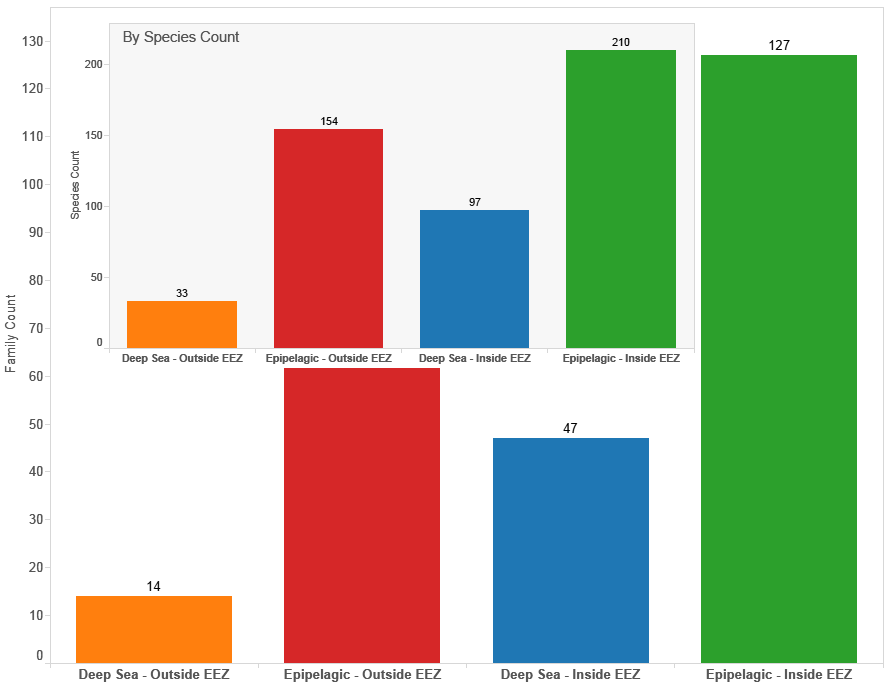 By Species Count
Species Count
200
150
100
50
0
33
154
97
210
Deep Sea - Outside EEZ
Epipelagic - Outside EEZ
Deep Sea - Inside EEZ
Epipelagic - Inside EEZ
Family Count
130
120
110
100
90
80
70
60
50
40
30
20
10
0
14
47
127
Deep Sea - Outside EEZ
Epipelagic - Outside EEZ
Deep Sea - Inside EEZ
Epipelagic - Inside EEZ